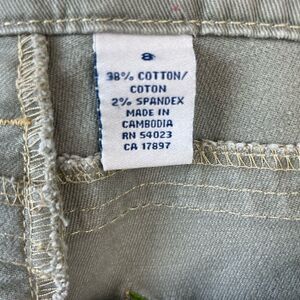 8
38% COTTON/
COTON
2% SPANDEX
MADE IN
CAMBODIA
RN 54023
CA 17897